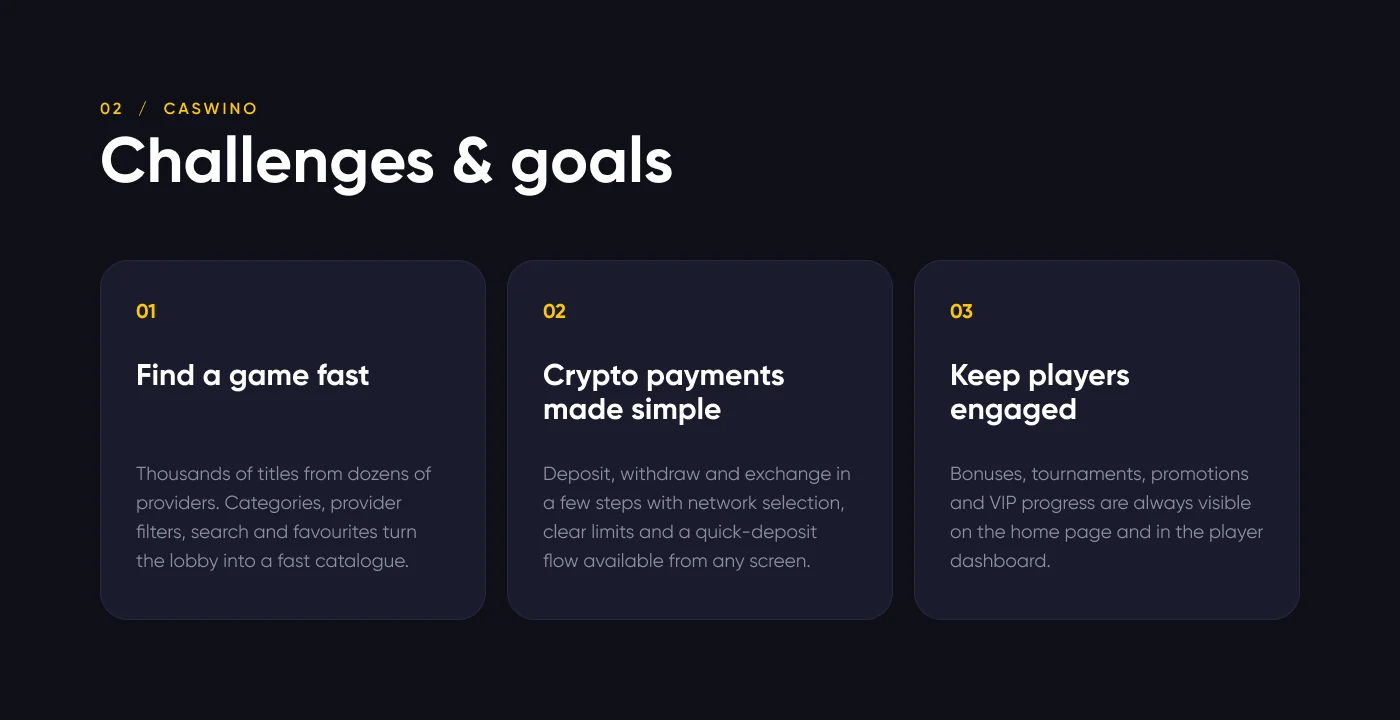 02 / CASWINO
Challenges & goals
01
Find a game fast
Thousands of titles from dozens of
providers. Categories, provider
filters, search and favourites turn
the lobby into a fast catalogue.
02
Crypto payments
made simple
Deposit, withdraw and exchange in
a few steps with network selection,
clear limits and a quick-deposit
flow available from any screen.
03
Keep players
engaged
Bonuses, tournaments, promotions
and VIP progress are always visible
on the home page and in the player
dashboard.